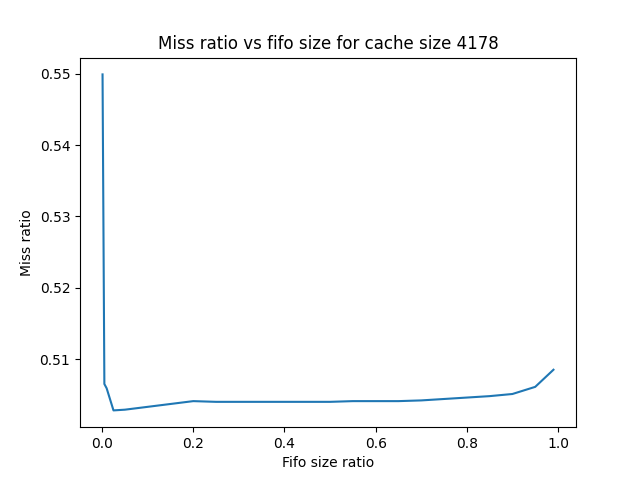 Miss ratio vs fifo size for cache size 4178
0.55
0.54
0.53
0.52
0.51
Miss ratio
0.0 0.2 0.4 0.6 0.8 1.0
Fifo size ratio